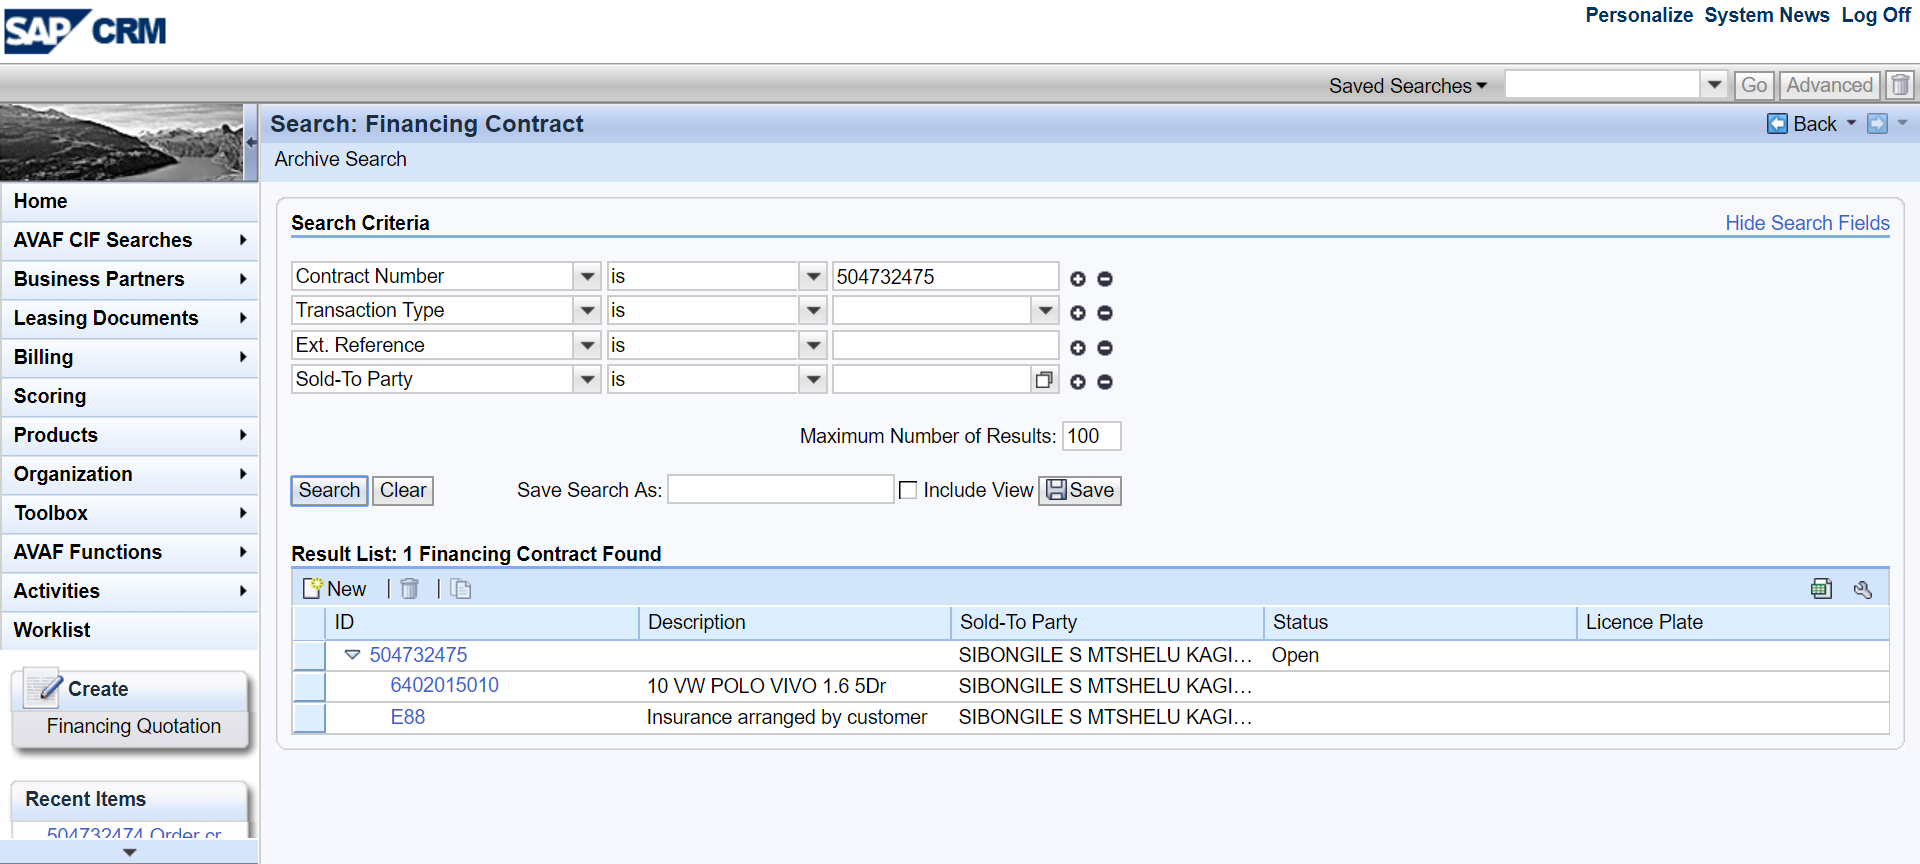 SAP CRM
Personalize System News Log Off
Saved Searches Go Advanced
Search: Financing Contract
Back
Archive Search
Home
AVAF CIF Searches
Business Partners
Leasing Documents
Billing
Scoring
Products
Organization
Toolbox
AVAF Functions
Activities
Worklist
Create
Financing Quotation
Recent Items
504732474 Order cr
Search Criteria
Hide Search Fields
Contract Number is 504732475
Transaction Type is
Ext. Reference is
Sold-To Party is
Maximum Number of Results: 100
Search Clear Save Search As: Include View Save
Result List: 1 Financing Contract Found
New
ID Description Sold-To Party Status Licence Plate
504732475 SIBONGILE S MTSHELU KAGI... Open
6402015010 10 VW POLO VIVO 1.6 5Dr SIBONGILE S MTSHELU KAGI...
E88 Insurance arranged by customer SIBONGILE S MTSHELU KAGI...